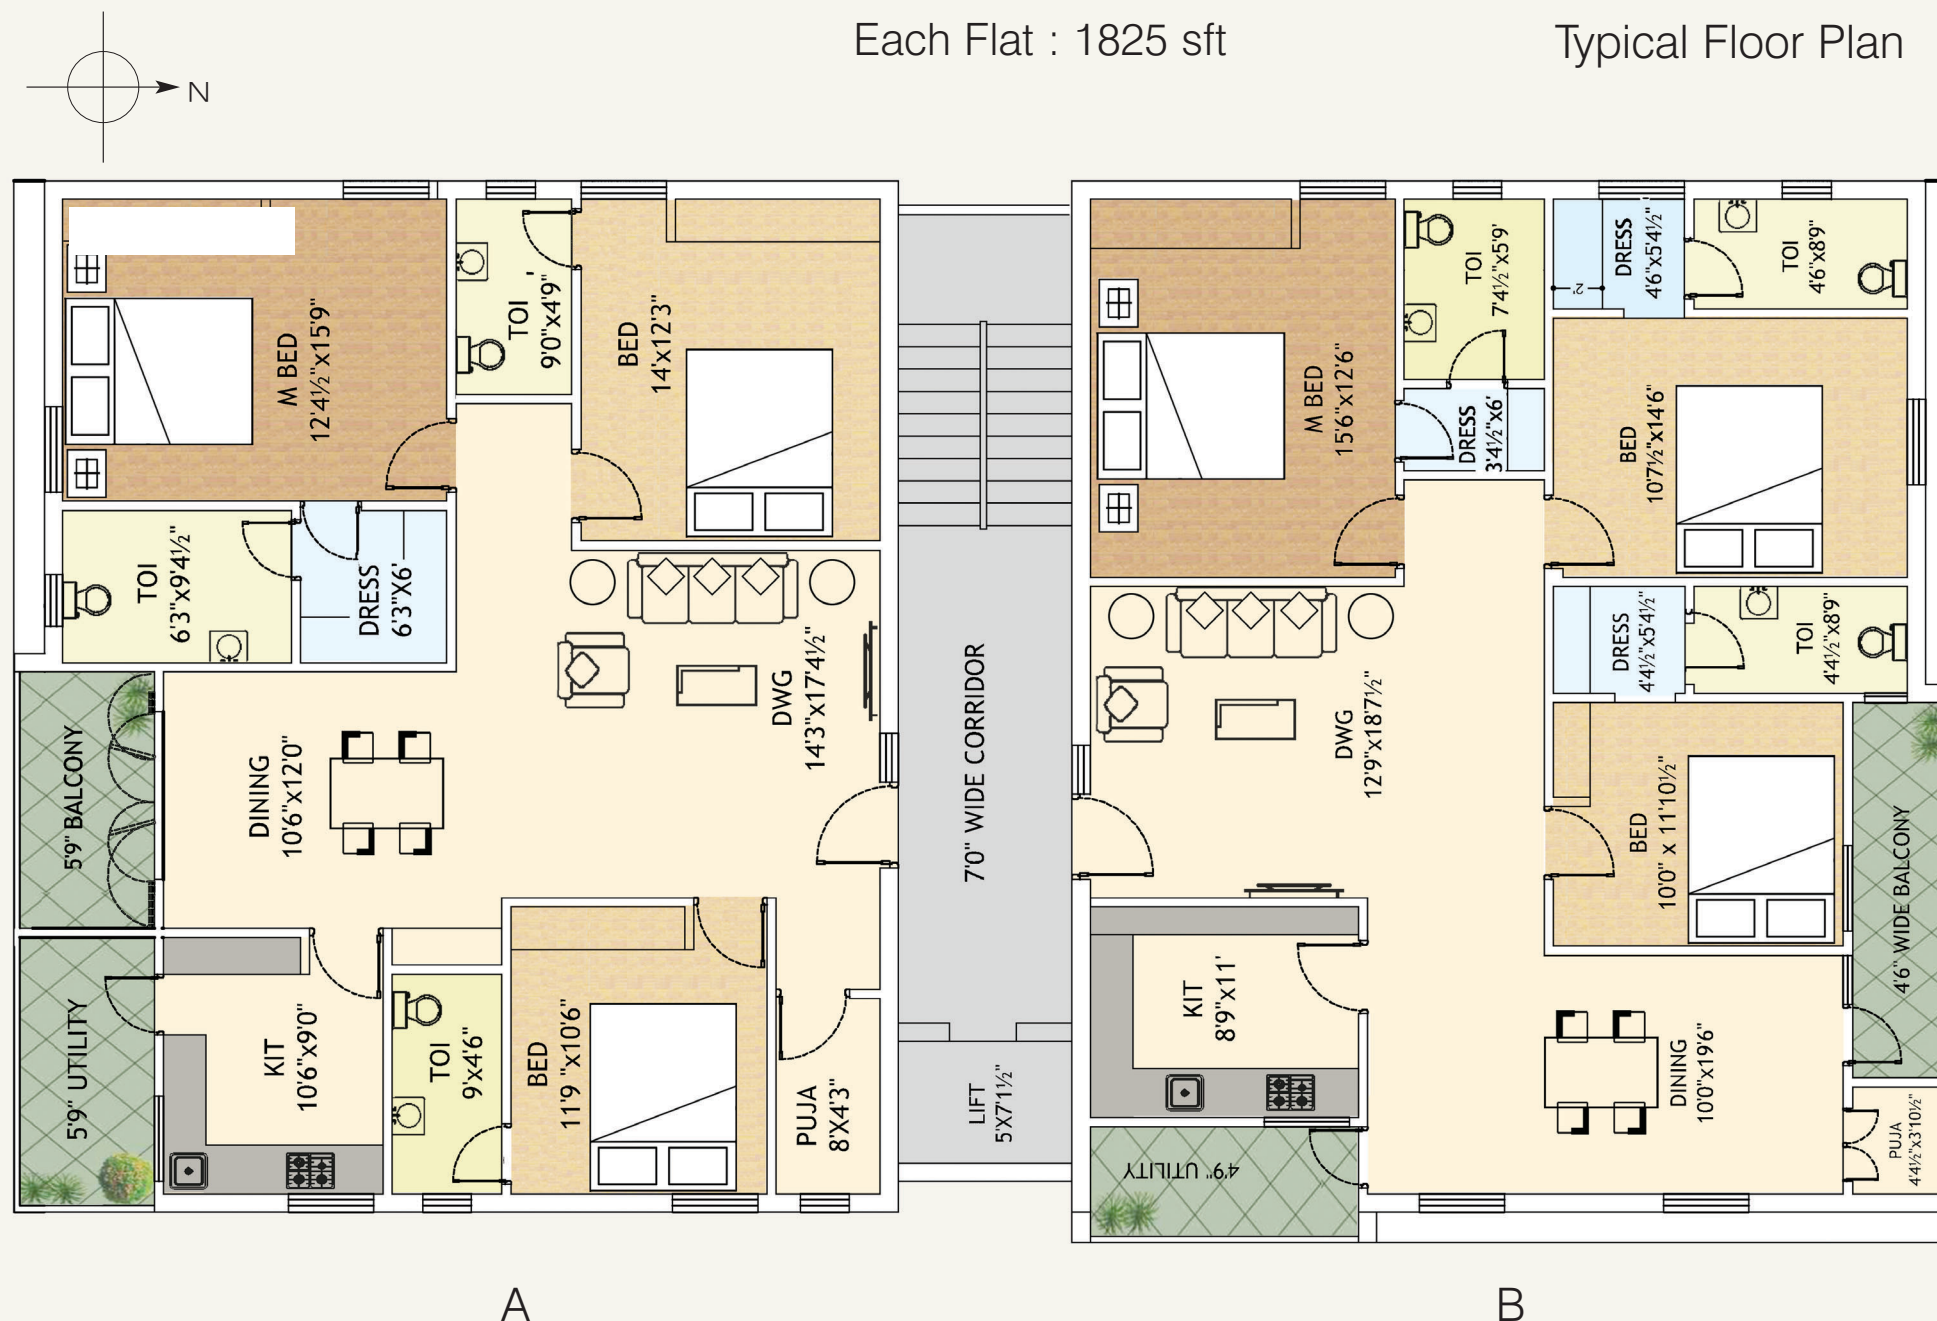 Each Flat : 1825 sft
Typical Floor Plan
N
M BED
12'4½"x15'9"
TOI
9'0"x4'9"
BED
14'x12'3"
TOI
6'3"x9'4½"
DRESS
6'3"X6'
DWG
14'3"x17'4½"
5'9" BALCONY
DINING
10'6"x12'0"
5'9" UTILITY
KIT
10'6"x9'0"
TOI
9'x4'6"
BED
11'9"x10'6"
PUJA
8'X4'3"
7'0" WIDE CORRIDOR
LIFT
5'X7'1½"
M BED
15'6"x12'6"
TOI
7'4½"x5'9'
DRESS
3'4½"x6'
2'
DRESS
4'6"x5'4½"
TOI
4'6"x8'9"
BED
10'7½"x14'6"
DRESS
4'4½"x5'4½"
TOI
4'4½"x8'9"
DWG
12'9"x18'7½"
BED
10'0" x 11'10½"
4'6" WIDE BALCONY
KIT
8'9"x11'
DINING
10'0"x19'6"
PUJA
4'4½"x3'10½"
4'9" UTILITY
A
B